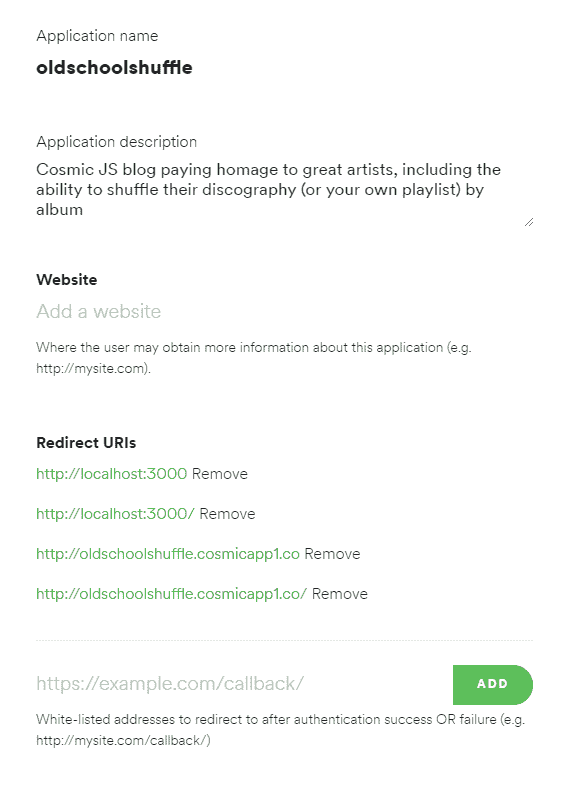 Application name
oldschoolshuffle
Application description
Cosmic JS blog paying homage to great artists, including the
ability to shuffle their discography (or your own playlist) by
album
Website
Add a website
Where the user may obtain more information about this application (e.g.
http://mysite.com).
Redirect URIs
http://localhost:3000 Remove
http://localhost:3000/ Remove
http://oldschoolshuffle.cosmicapp1.co Remove
http://oldschoolshuffle.cosmicapp1.co/ Remove
https://example.com/callback/ ADD
White-listed addresses to redirect to after authentication success OR failure (e.g.
http://mysite.com/callback/)